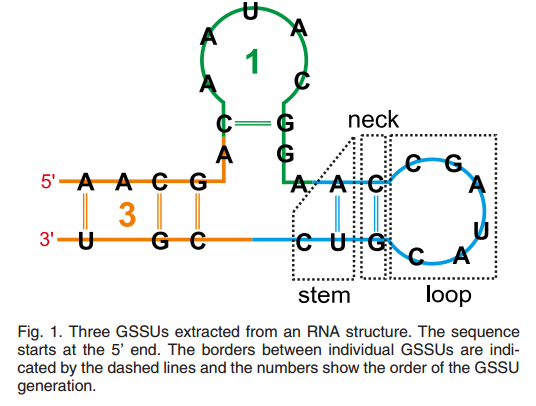 U
A A
1
A C
C G neck
A G
C G
5' A A C G A A C A
3
U
3' U G C C U G
C A
stem loop
Fig. 1. Three GSSUs extracted from an RNA structure. The sequence
starts at the 5' end. The borders between individual GSSUs are indi-
cated by the dashed lines and the numbers show the order of the GSSU
generation.